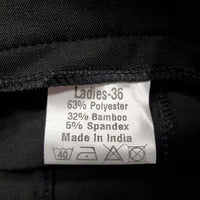 Ladies-36
63% Polyester
32% Bamboo
5% Spandex
Made in India
40